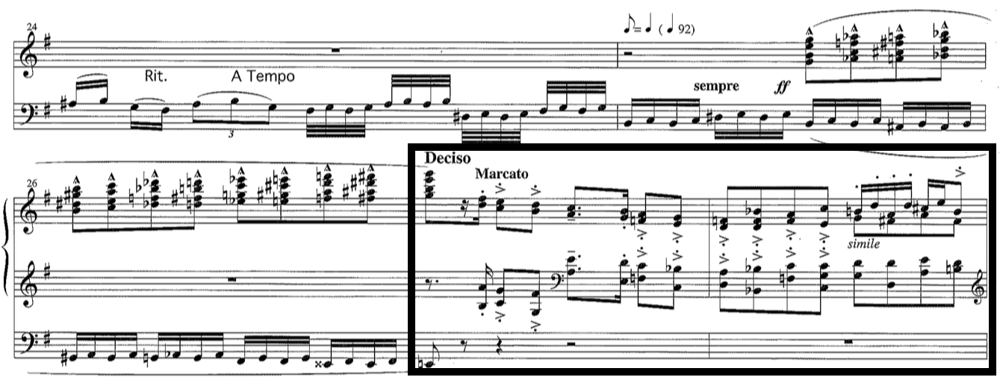 24
♪= ♩ ( ♩ 92)
Rit. A Tempo
sempre ff
3
Deciso
26
Marcato
simile